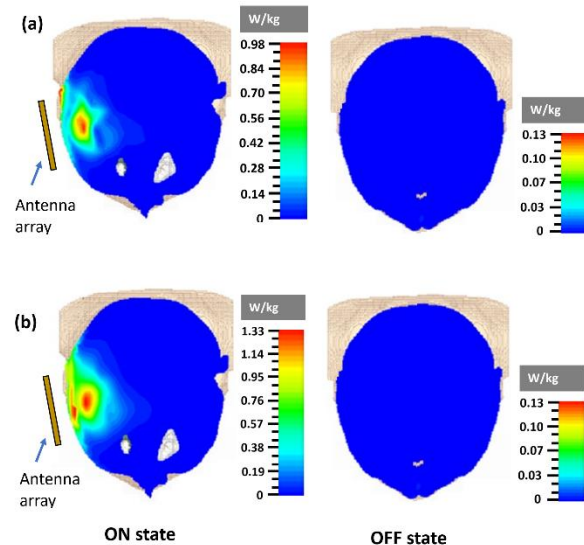 (a)
W/kg
0.98
0.84
0.70
0.56
0.42
0.28
0.14
0
Antenna
array
W/kg
0.13
0.10
0.07
0.03
0
(b)
W/kg
1.33
1.14
0.95
0.76
0.57
0.38
0.19
0
Antenna
array
W/kg
0.13
0.10
0.07
0.03
0
ON state
OFF state